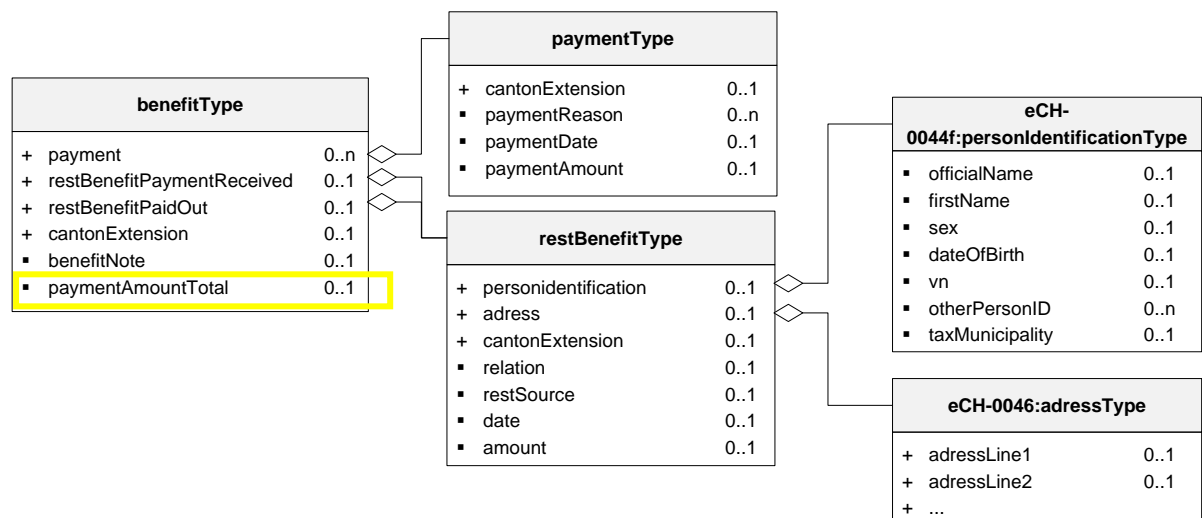 paymentType
+ cantonExtension 0..1
▪ paymentReason 0..n
▪ paymentDate 0..1
▪ paymentAmount 0..1
benefitType
+ payment 0..n
+ restBenefitPaymentReceived 0..1
+ restBenefitPaidOut 0..1
+ cantonExtension 0..1
▪ benefitNote 0..1
▪ paymentAmountTotal 0..1
restBenefitType
+ personidentification 0..1
+ adress 0..1
+ cantonExtension 0..1
▪ relation 0..1
▪ restSource 0..1
▪ date 0..1
▪ amount 0..1
eCH-
0044f:personIdentificationType
▪ officialName 0..1
▪ firstName 0..1
▪ sex 0..1
▪ dateOfBirth 0..1
▪ vn 0..1
▪ otherPersonID 0..n
▪ taxMunicipality 0..1
eCH-0046:adressType
+ adressLine1 0..1
+ adressLine2 0..1
+ ...